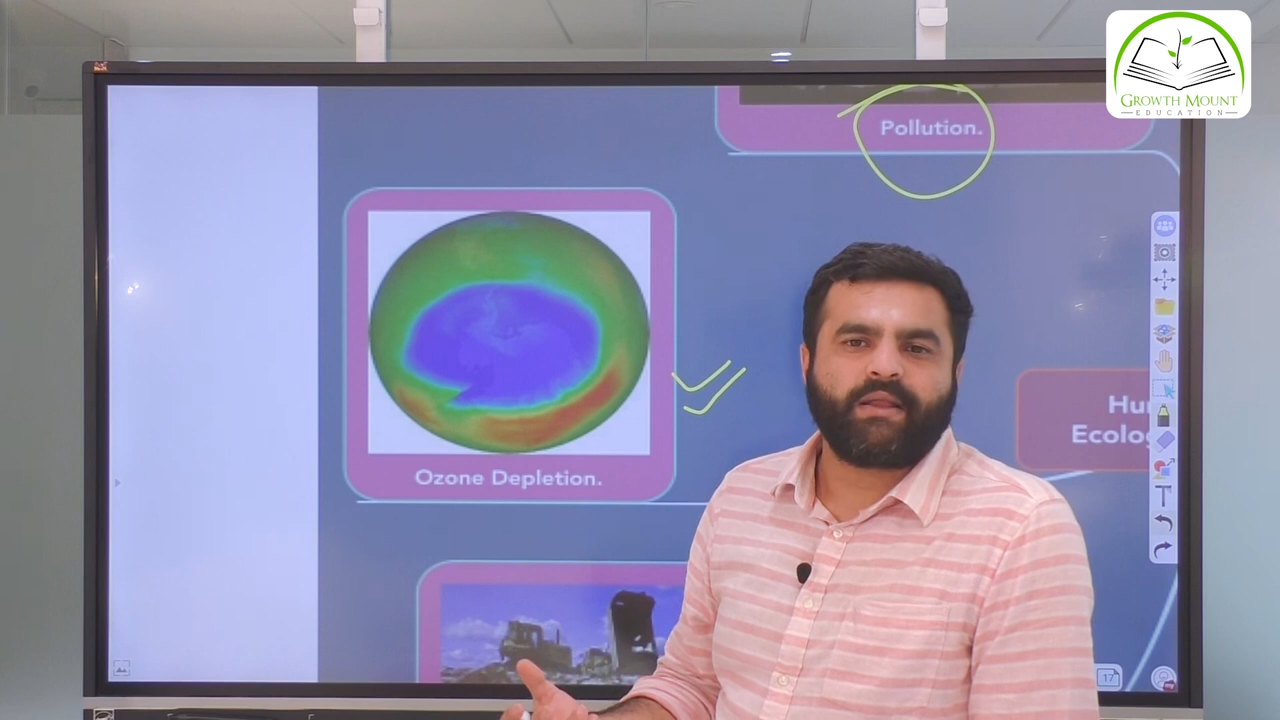 GROWTH MOUNT
EDUCATION
Pollution.
Ozone Depletion.
17